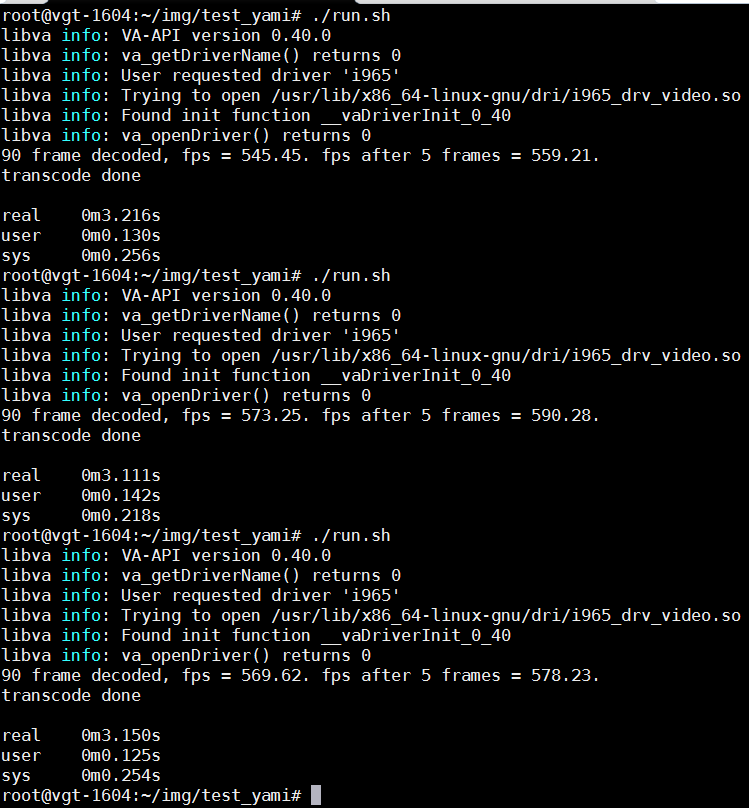 root@vgt-1604:~/img/test_yami# ./run.sh
libva info: VA-API version 0.40.0
libva info: va_getDriverName() returns 0
libva info: User requested driver 'i965'
libva info: Trying to open /usr/lib/x86_64-linux-gnu/dri/i965_drv_video.so
libva info: Found init function __vaDriverInit_0_40
libva info: va_openDriver() returns 0
90 frame decoded, fps = 545.45. fps after 5 frames = 559.21.
transcode done

real    0m3.216s
user    0m0.130s
sys     0m0.256s
root@vgt-1604:~/img/test_yami# ./run.sh
libva info: VA-API version 0.40.0
libva info: va_getDriverName() returns 0
libva info: User requested driver 'i965'
libva info: Trying to open /usr/lib/x86_64-linux-gnu/dri/i965_drv_video.so
libva info: Found init function __vaDriverInit_0_40
libva info: va_openDriver() returns 0
90 frame decoded, fps = 573.25. fps after 5 frames = 590.28.
transcode done

real    0m3.111s
user    0m0.142s
sys     0m0.218s
root@vgt-1604:~/img/test_yami# ./run.sh
libva info: VA-API version 0.40.0
libva info: va_getDriverName() returns 0
libva info: User requested driver 'i965'
libva info: Trying to open /usr/lib/x86_64-linux-gnu/dri/i965_drv_video.so
libva info: Found init function __vaDriverInit_0_40
libva info: va_openDriver() returns 0
90 frame decoded, fps = 569.62. fps after 5 frames = 578.23.
transcode done

real    0m3.150s
user    0m0.125s
sys     0m0.254s
root@vgt-1604:~/img/test_yami#